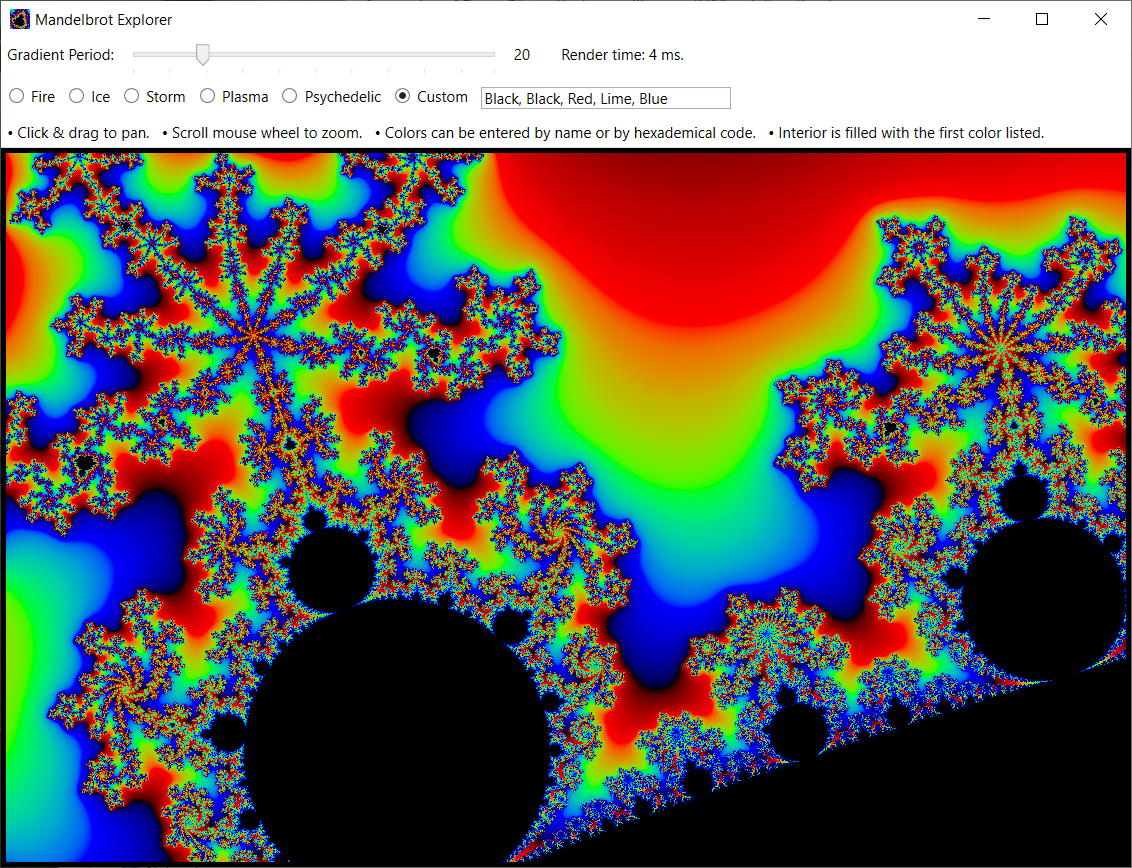 Mandelbrot Explorer
Gradient Period: 20 Render time: 4 ms.
Fire Ice Storm Plasma Psychedelic Custom Black, Black, Red, Lime, Blue
• Click & drag to pan. • Scroll mouse wheel to zoom. • Colors can be entered by name or by hexademical code. • Interior is filled with the first color listed.